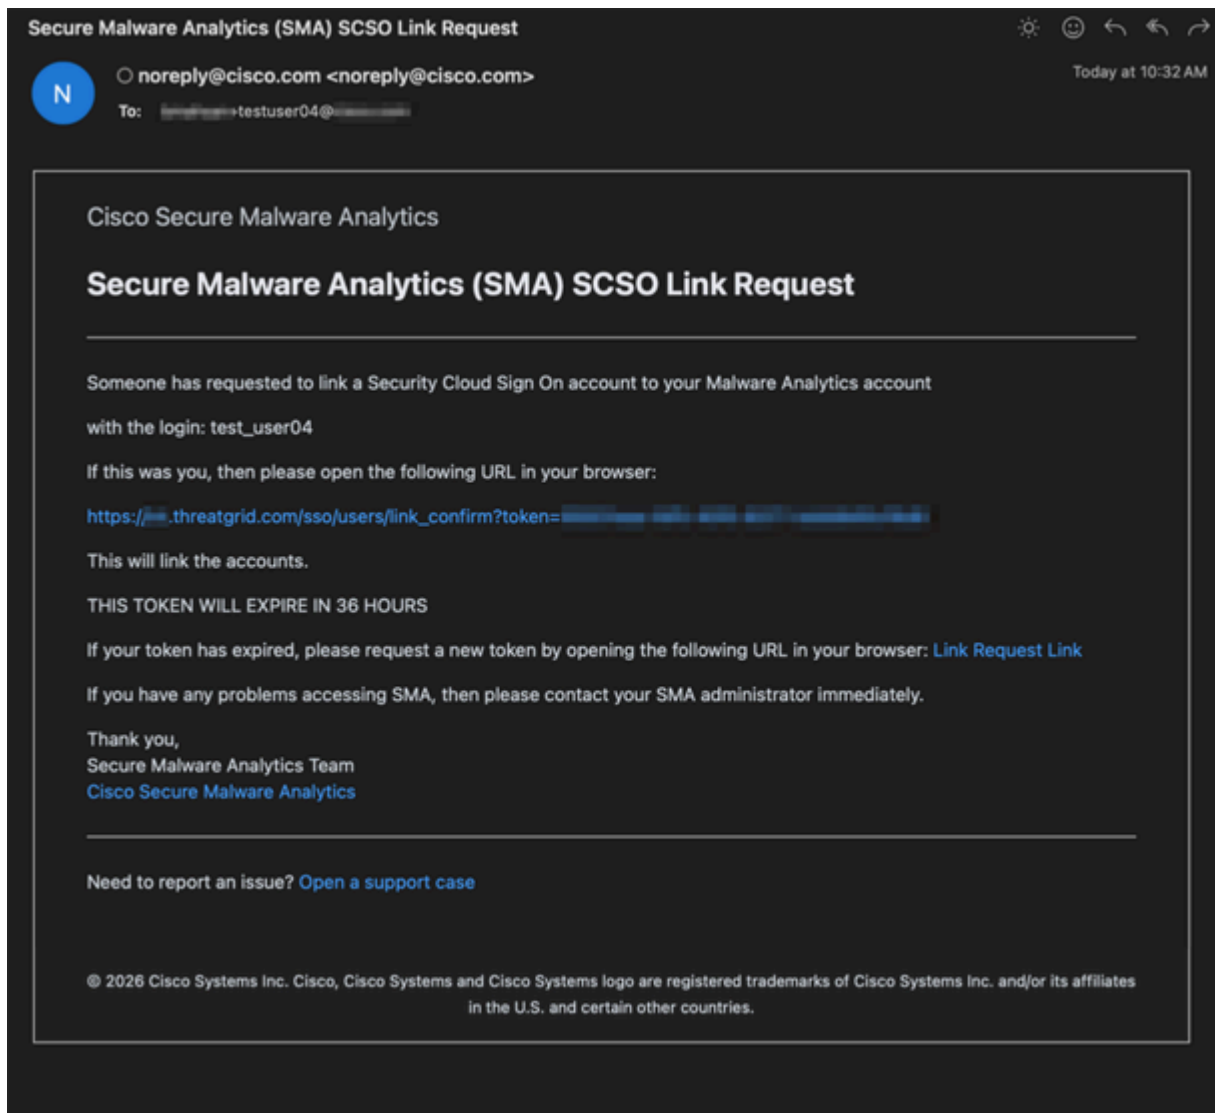 Secure Malware Analytics (SMA) SCSO Link Request
N
noreply@cisco.com <noreply@cisco.com>
Today at 10:32 AM
To: testuser04@
Cisco Secure Malware Analytics
Secure Malware Analytics (SMA) SCSO Link Request
Someone has requested to link a Security Cloud Sign On account to your Malware Analytics account
with the login: test_user04
If this was you, then please open the following URL in your browser:
https://.threatgrid.com/sso/users/link_confirm?token=
This will link the accounts.
THIS TOKEN WILL EXPIRE IN 36 HOURS
If your token has expired, please request a new token by opening the following URL in your browser: Link Request Link
If you have any problems accessing SMA, then please contact your SMA administrator immediately.
Thank you,
Secure Malware Analytics Team
Cisco Secure Malware Analytics
Need to report an issue? Open a support case
© 2026 Cisco Systems Inc. Cisco, Cisco Systems and Cisco Systems logo are registered trademarks of Cisco Systems Inc. and/or its affiliates
in the U.S. and certain other countries.